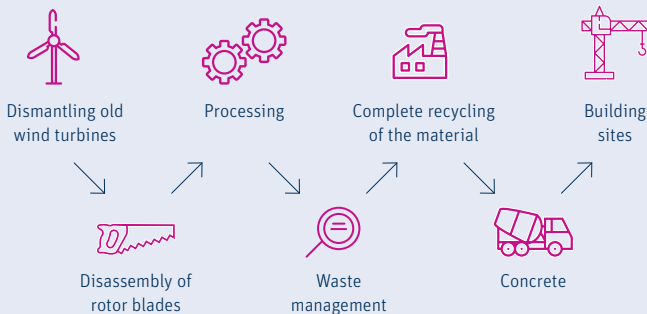 Dismantling old
wind turbines
Processing
Complete recycling
of the material
Building
sites
Disassembly of
rotor blades
Waste
management
Concrete